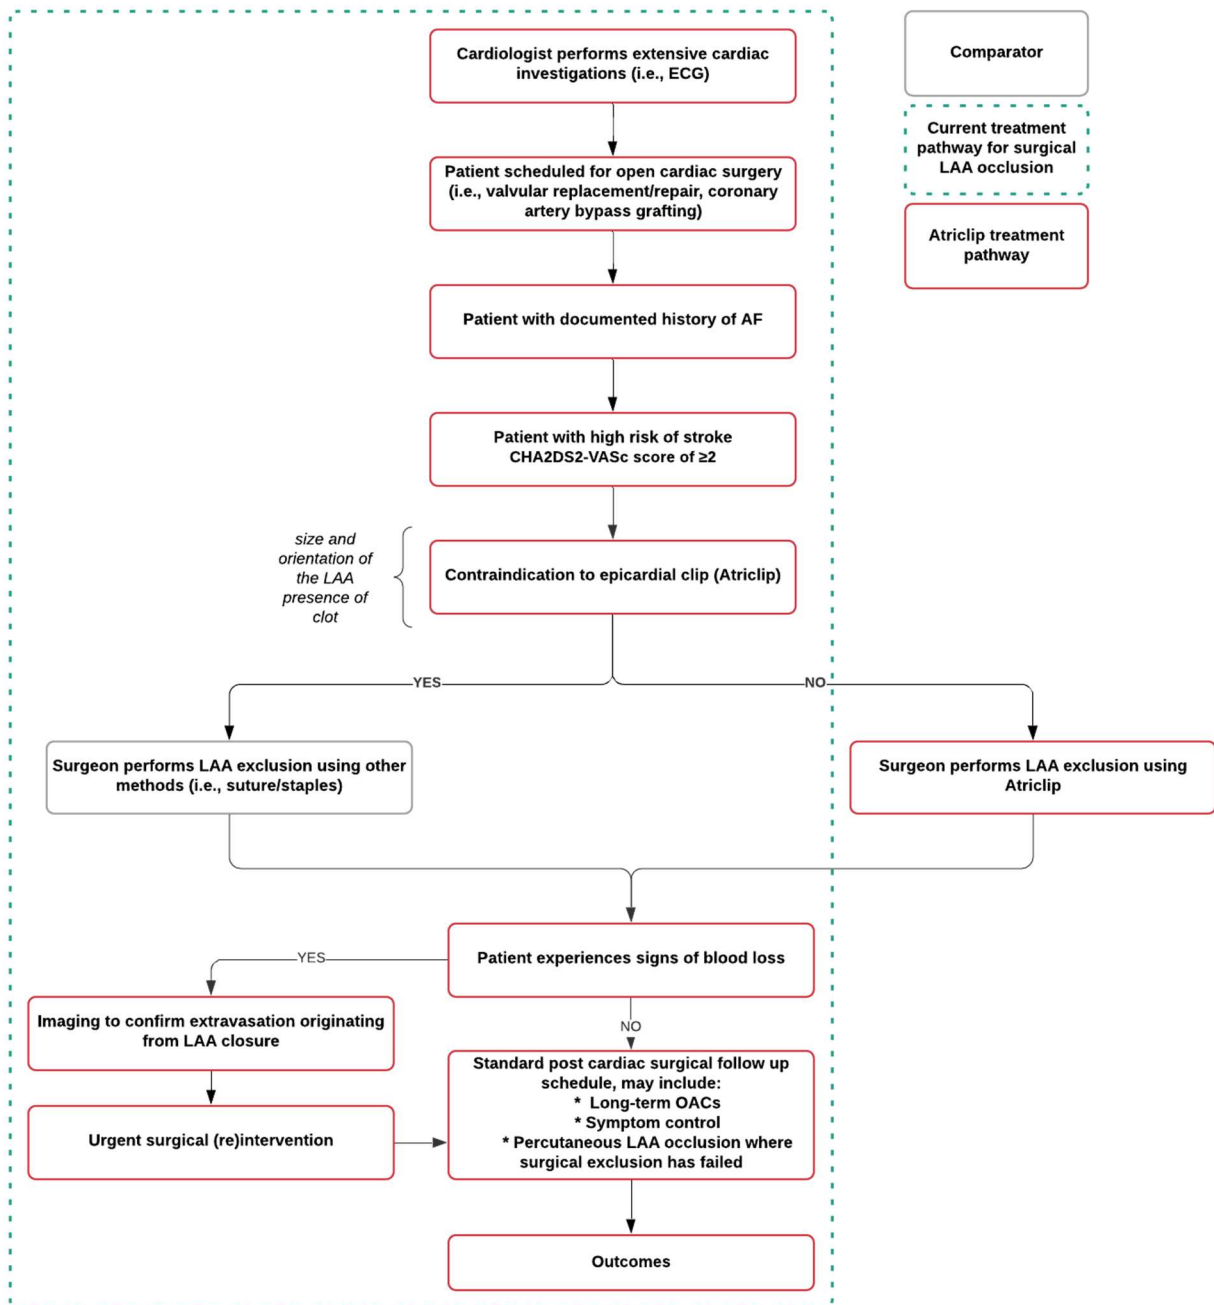 Cardiologist performs extensive cardiac
investigations (i.e., ECG)
Comparator
Current treatment
pathway for surgical
LAA occlusion
Atriclip treatment
pathway
Patient scheduled for open cardiac surgery
(i.e., valvular replacement/repair, coronary
artery bypass grafting)
Patient with documented history of AF
Patient with high risk of stroke
CHA2DS2-VASc score of ≥2
size and
orientation of
the LAA
presence of
clot
Contraindication to epicardial clip (Atriclip)
YES
NO
Surgeon performs LAA exclusion using other
methods (i.e., suture/staples)
Surgeon performs LAA exclusion using
Atriclip
Patient experiences signs of blood loss
YES
NO
Imaging to confirm extravasation originating
from LAA closure
Urgent surgical (re)intervention
Standard post cardiac surgical follow up
schedule, may include:
* Long-term OACs
* Symptom control
* Percutaneous LAA occlusion where
surgical exclusion has failed
Outcomes